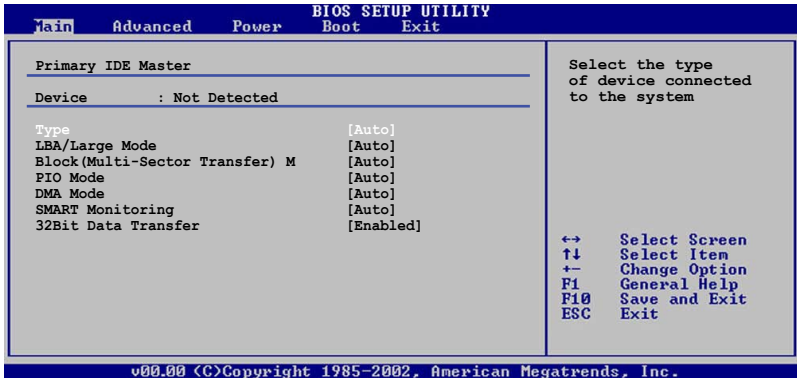 BIOS SETUP UTILITY
Main Advanced Power Boot Exit
Primary IDE Master
Device : Not Detected
Type [Auto]
LBA/Large Mode [Auto]
Block(Multi-Sector Transfer) M [Auto]
PIO Mode [Auto]
DMA Mode [Auto]
SMART Monitoring [Auto]
32Bit Data Transfer [Enabled]
Select the type
of device connected
to the system
←→ Select Screen
↑↓ Select Item
+- Change Option
F1 General Help
F10 Save and Exit
ESC Exit
v00.00 (C)Copyright 1985-2002, American Megatrends, Inc.